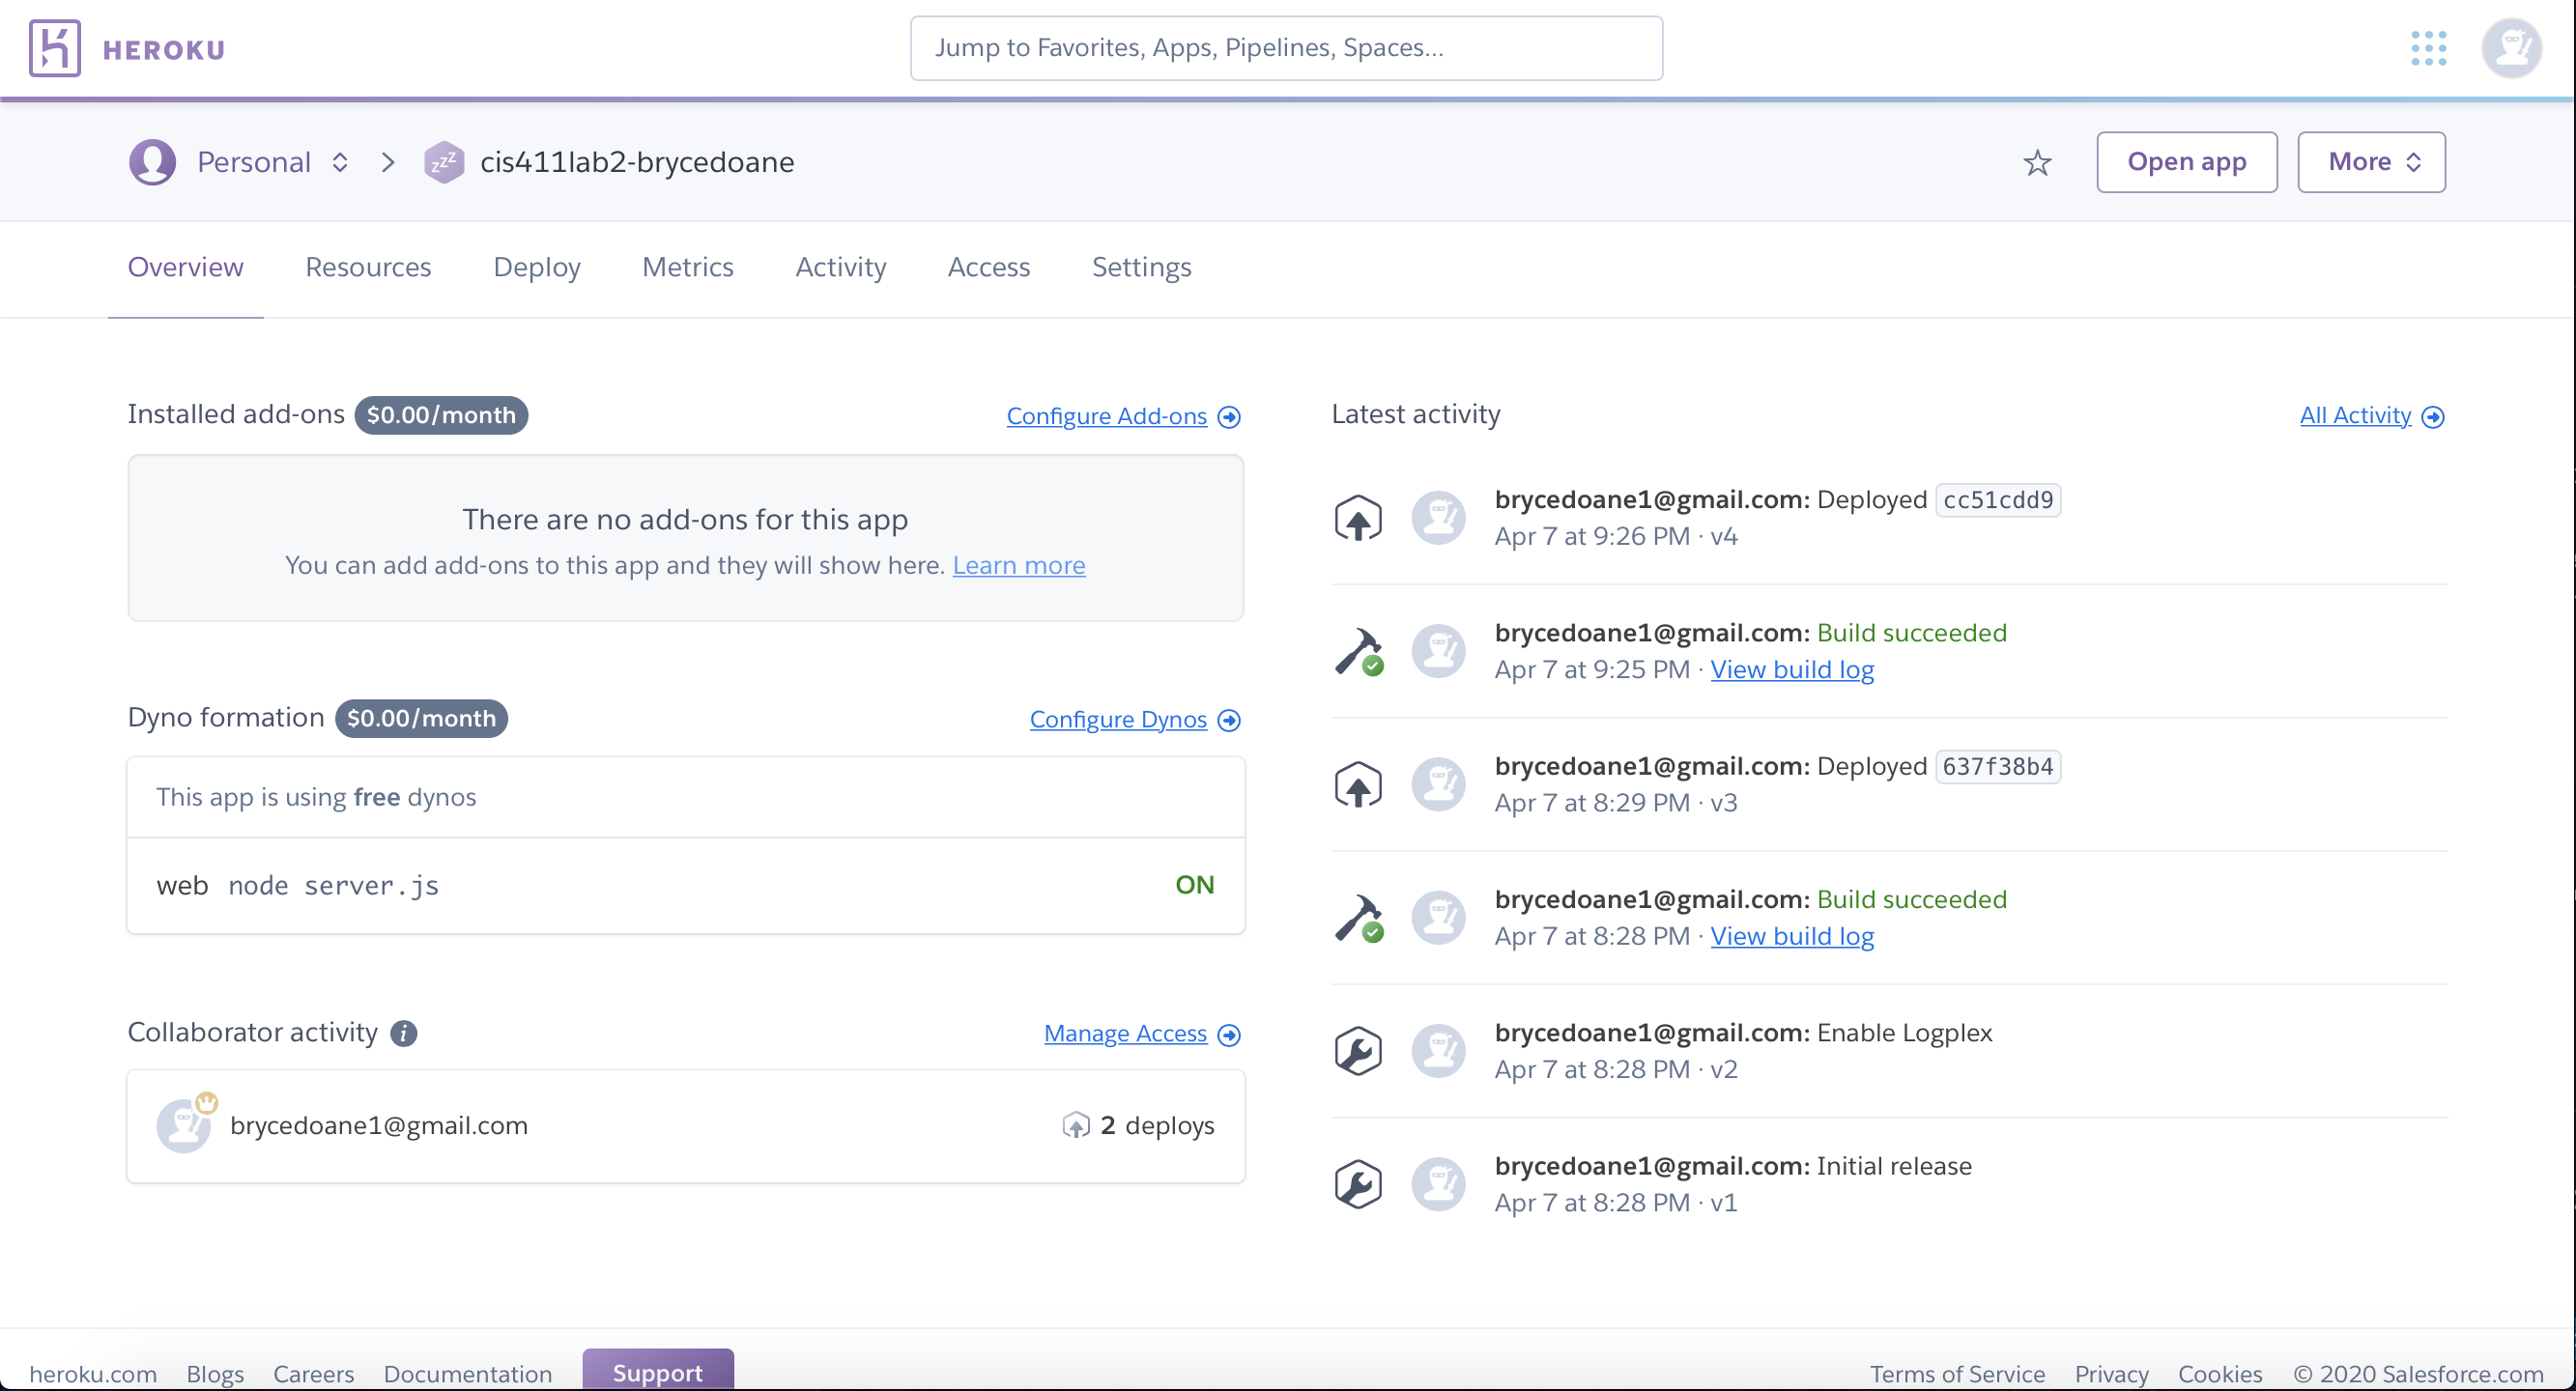 HEROKU
Jump to Favorites, Apps, Pipelines, Spaces...
Personal
zzz
cis411lab2-brycedoane
Open app
More
Overview Resources Deploy Metrics Activity Access Settings
Installed add-ons $0.00/month
Configure Add-ons
There are no add-ons for this app
You can add add-ons to this app and they will show here. Learn more
Dyno formation $0.00/month
Configure Dynos
This app is using free dynos
web node server.js ON
Collaborator activity i
Manage Access
brycedoane1@gmail.com 2 deploys
Latest activity
All Activity
brycedoane1@gmail.com: Deployed cc51cdd9
Apr 7 at 9:26 PM · v4
brycedoane1@gmail.com: Build succeeded
Apr 7 at 9:25 PM · View build log
brycedoane1@gmail.com: Deployed 637f38b4
Apr 7 at 8:29 PM · v3
brycedoane1@gmail.com: Build succeeded
Apr 7 at 8:28 PM · View build log
brycedoane1@gmail.com: Enable Logplex
Apr 7 at 8:28 PM · v2
brycedoane1@gmail.com: Initial release
Apr 7 at 8:28 PM · v1
heroku.com Blogs Careers Documentation Support
Terms of Service Privacy Cookies © 2020 Salesforce.com